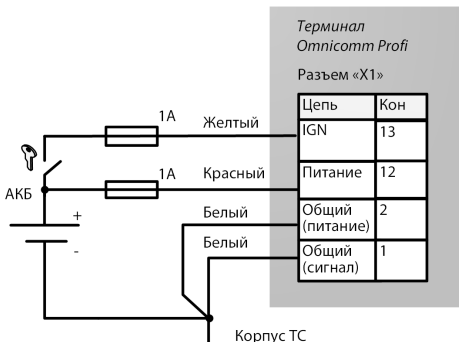 Терминал
Omnicomm Profi
Разъем «X1»
Цепь Кон
1А Желтый IGN 13
1А Красный Питание 12
АКБ
Белый Общий (питание) 2
+
Белый Общий (сигнал) 1
-
Корпус ТС